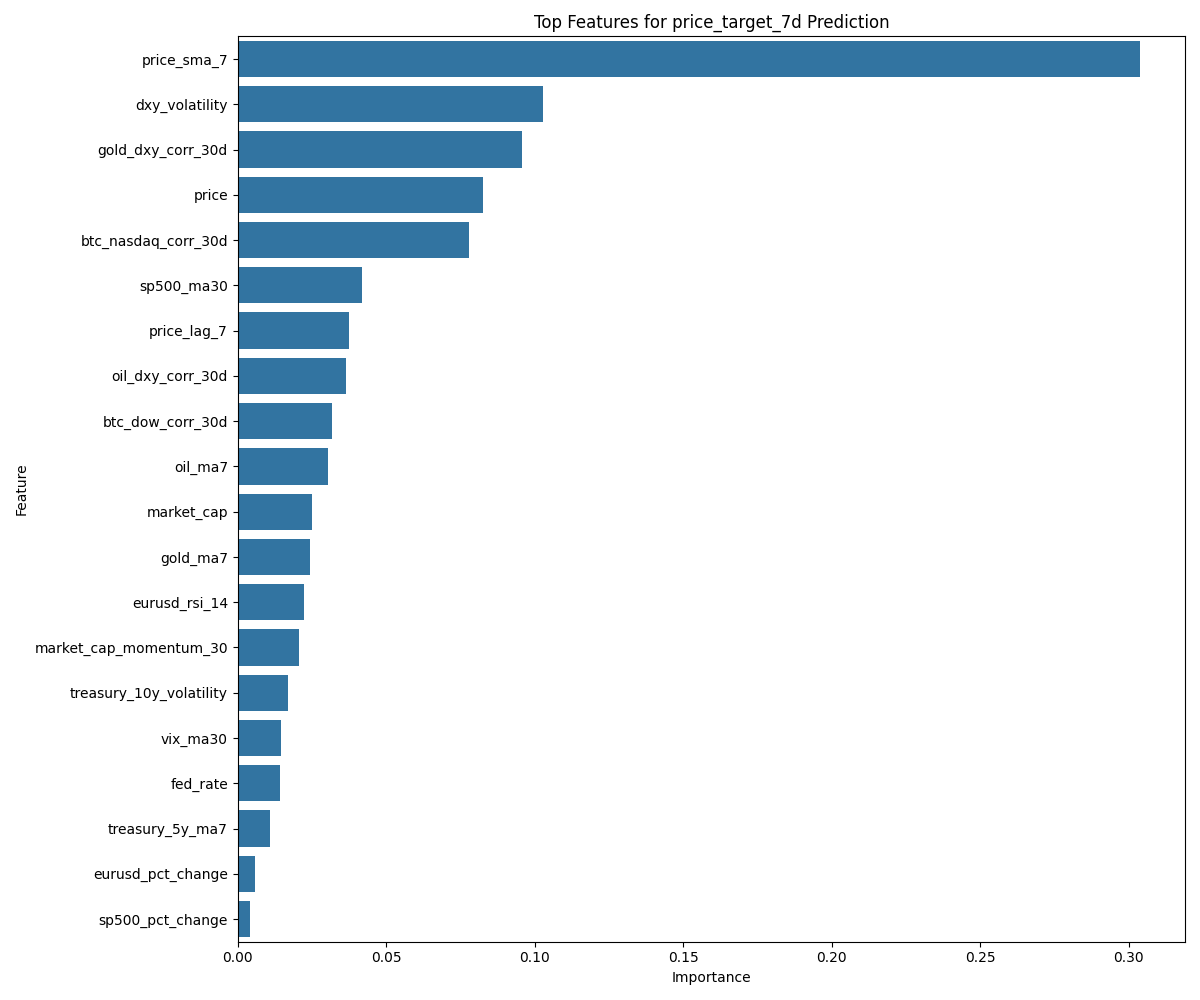 Top Features for price_target_7d Prediction
Feature
price_sma_7
dxy_volatility
gold_dxy_corr_30d
price
btc_nasdaq_corr_30d
sp500_ma30
price_lag_7
oil_dxy_corr_30d
btc_dow_corr_30d
oil_ma7
market_cap
gold_ma7
eurusd_rsi_14
market_cap_momentum_30
treasury_10y_volatility
vix_ma30
fed_rate
treasury_5y_ma7
eurusd_pct_change
sp500_pct_change
0.00 0.05 0.10 0.15 0.20 0.25 0.30
Importance